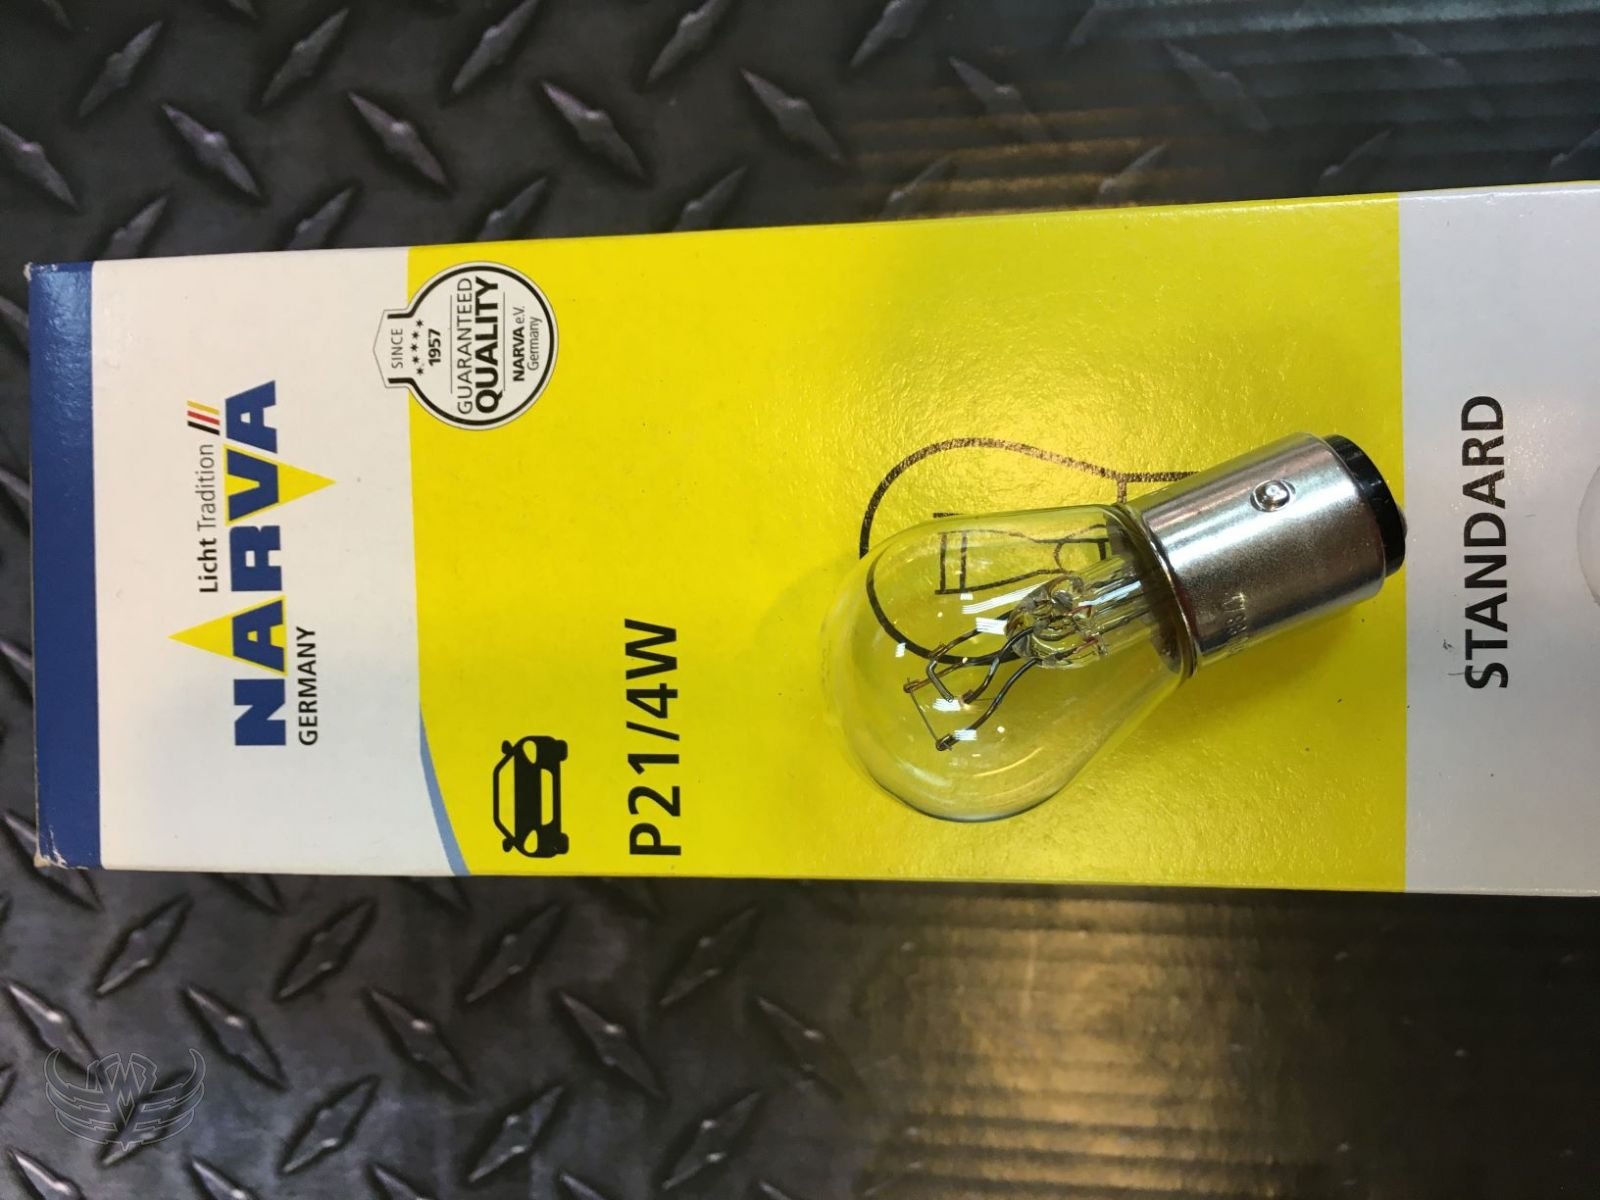 Licht Tradition
NARVA
GERMANY
SINCE
1957
GUARANTEED
QUALITY
NARVA e.V.
Germany
P21/4W
STANDARD